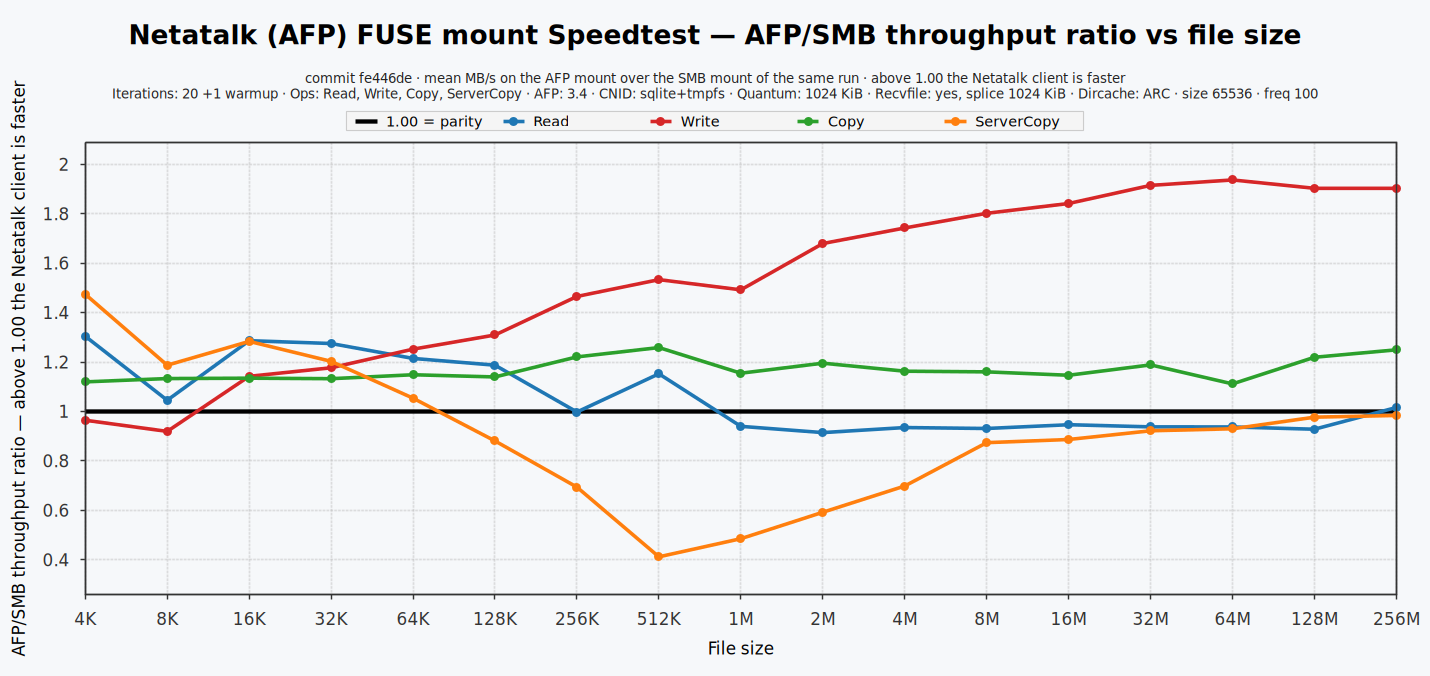 Netatalk (AFP) FUSE mount Speedtest — AFP/SMB throughput ratio vs file size
commit fe446de · mean MB/s on the AFP mount over the SMB mount of the same run · above 1.00 the Netatalk client is faster
Iterations: 20 +1 warmup · Ops: Read, Write, Copy, ServerCopy · AFP: 3.4 · CNID: sqlite+tmpfs · Quantum: 1024 KiB · Recvfile: yes, splice 1024 KiB · Dircache: ARC · size 65536 · freq 100
1.00 = parity Read Write Copy ServerCopy
AFP/SMB throughput ratio — above 1.00 the Netatalk client is faster
2
1.8
1.6
1.4
1.2
1
0.8
0.6
0.4
4K 8K 16K 32K 64K 128K 256K 512K 1M 2M 4M 8M 16M 32M 64M 128M 256M
File size